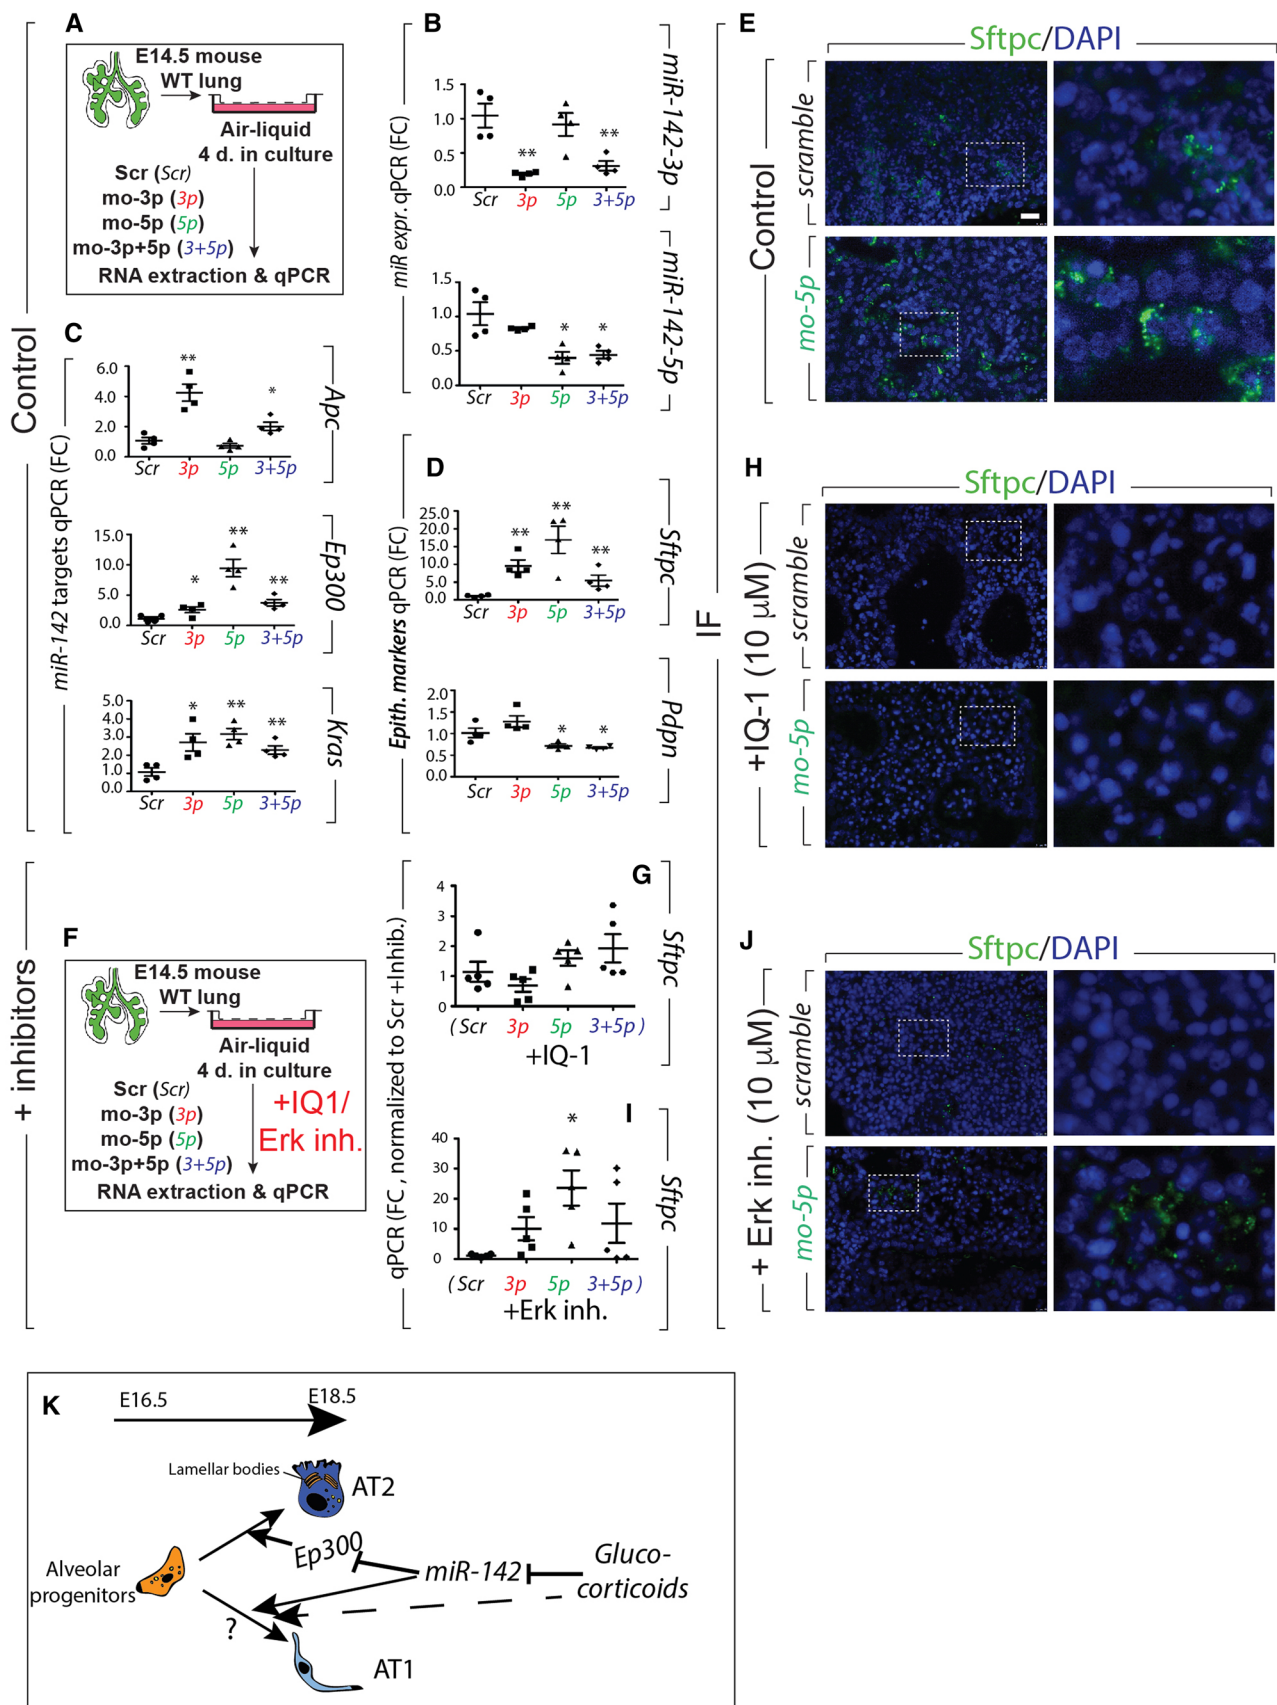 Control
+ inhibitors
A
E14.5 mouse
WT lung
Air-liquid
4 d. in culture
Scr (Scr)
mo-3p (3p)
mo-5p (5p)
mo-3p+5p (3+5p)
RNA extraction & qPCR
B
miR expr. qPCR (FC)
1.5
1.0
0.5
0.0
**
**
Scr 3p 5p 3+5p
miR-142-3p
1.5
1.0
0.5
0.0
*
*
Scr 3p 5p 3+5p
miR-142-5p
C
miR-142 targets qPCR (FC)
6.0
4.0
2.0
0.0
**
*
Scr 3p 5p 3+5p
Apc
15.0
10.0
5.0
0.0
*
**
**
Scr 3p 5p 3+5p
Ep300
5.0
4.0
3.0
2.0
1.0
0.0
*
**
**
Scr 3p 5p 3+5p
Kras
D
Epith. markers qPCR (FC)
25.0
20.0
15.0
10.0
5.0
0.0
**
**
**
Scr 3p 5p 3+5p
Sftpc
2.0
1.5
1.0
0.5
0.0
*
*
Scr 3p 5p 3+5p
Pdpn
IF
E
Sftpc/DAPI
Control
scramble
mo-5p
F
E14.5 mouse
WT lung
Air-liquid
4 d. in culture
Scr (Scr)
mo-3p (3p)
mo-5p (5p)
mo-3p+5p (3+5p)
+IQ1/
Erk inh.
RNA extraction & qPCR
qPCR (FC , normalized to Scr +Inhib.)
G
4
3
2
1
0
(Scr 3p 5p 3+5p)
+IQ-1
Sftpc
H
Sftpc/DAPI
+IQ-1 (10 µM)
scramble
mo-5p
I
40
30
20
10
0
*
(Scr 3p 5p 3+5p)
+Erk inh.
Sftpc
J
Sftpc/DAPI
+ Erk inh. (10 µM)
scramble
mo-5p
K
E16.5
E18.5
Lamellar bodies
AT2
Alveolar
progenitors
Ep300
miR-142
Gluco-
corticoids
?
AT1